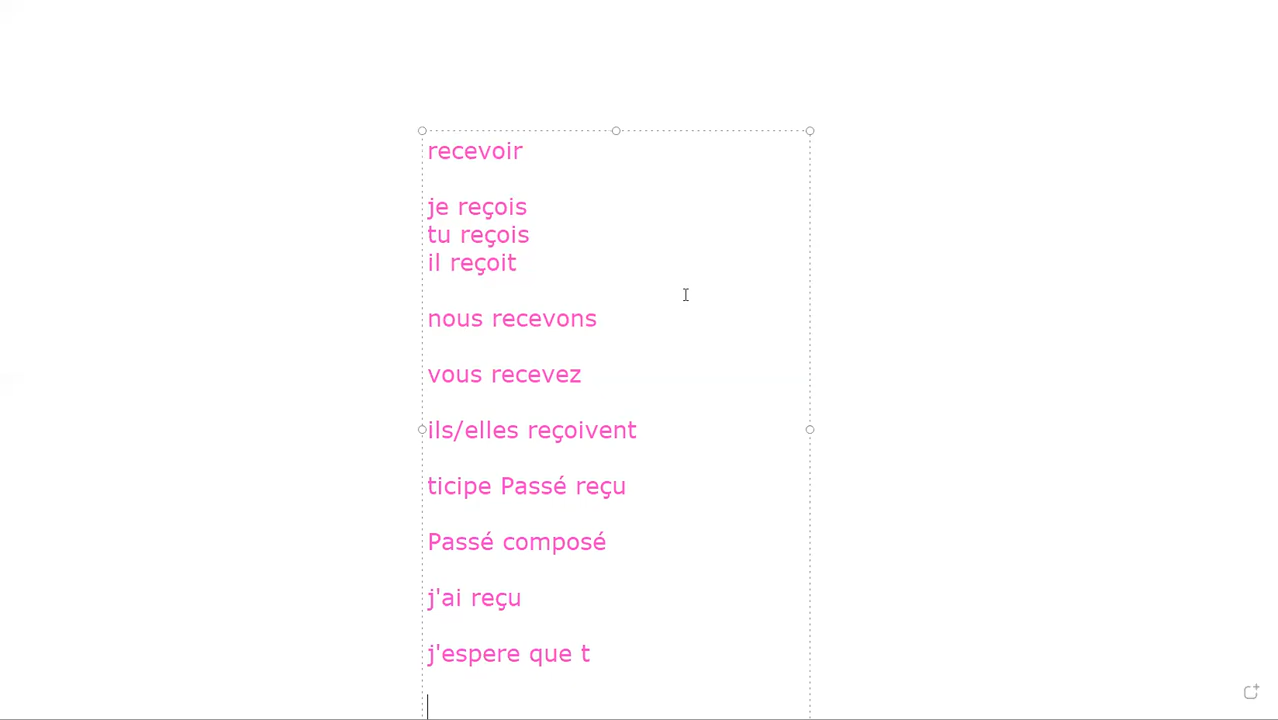 recevoir
je reçois
tu reçois
il reçoit
nous recevons
vous recevez
ils/elles reçoivent
ticipe Passé reçu
Passé composé
j'ai reçu
j'espere que t